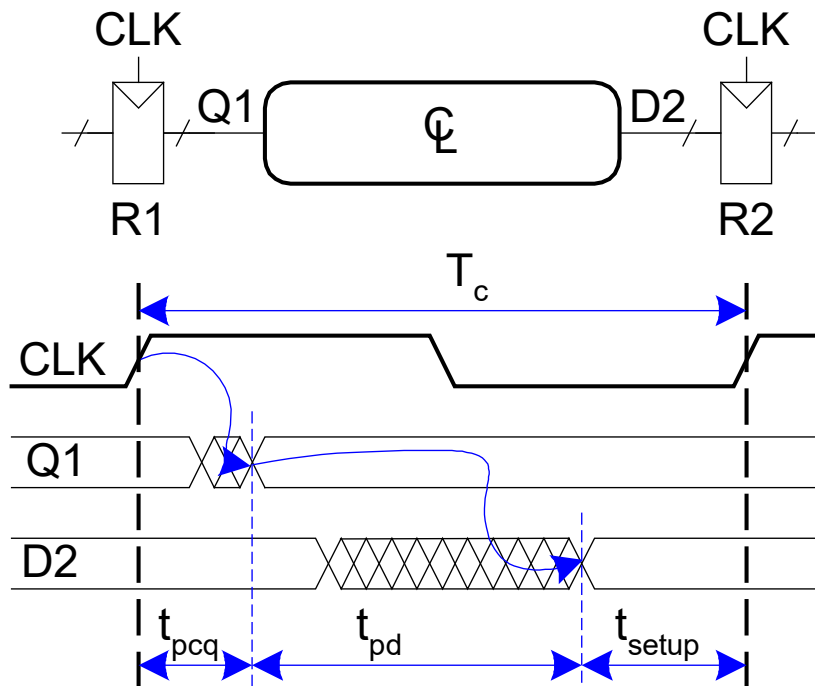 CLK CLK
Q1 CL D2
R1 R2
Tc
CLK
Q1
D2
tpcq tpd tsetup